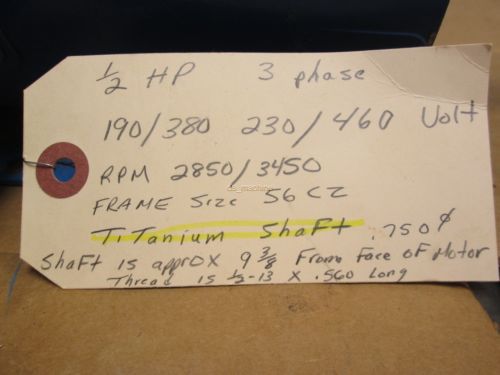 1/2 HP 3 phase
190/380 230/460 Volt
RPM 2850/3450
FRAME Size 56 CZ
TiTanium ShaFt .750 ¢
ShaFt is approx 9 3/8 From Face of Motor
Thread is 1/2-13 x .560 Long